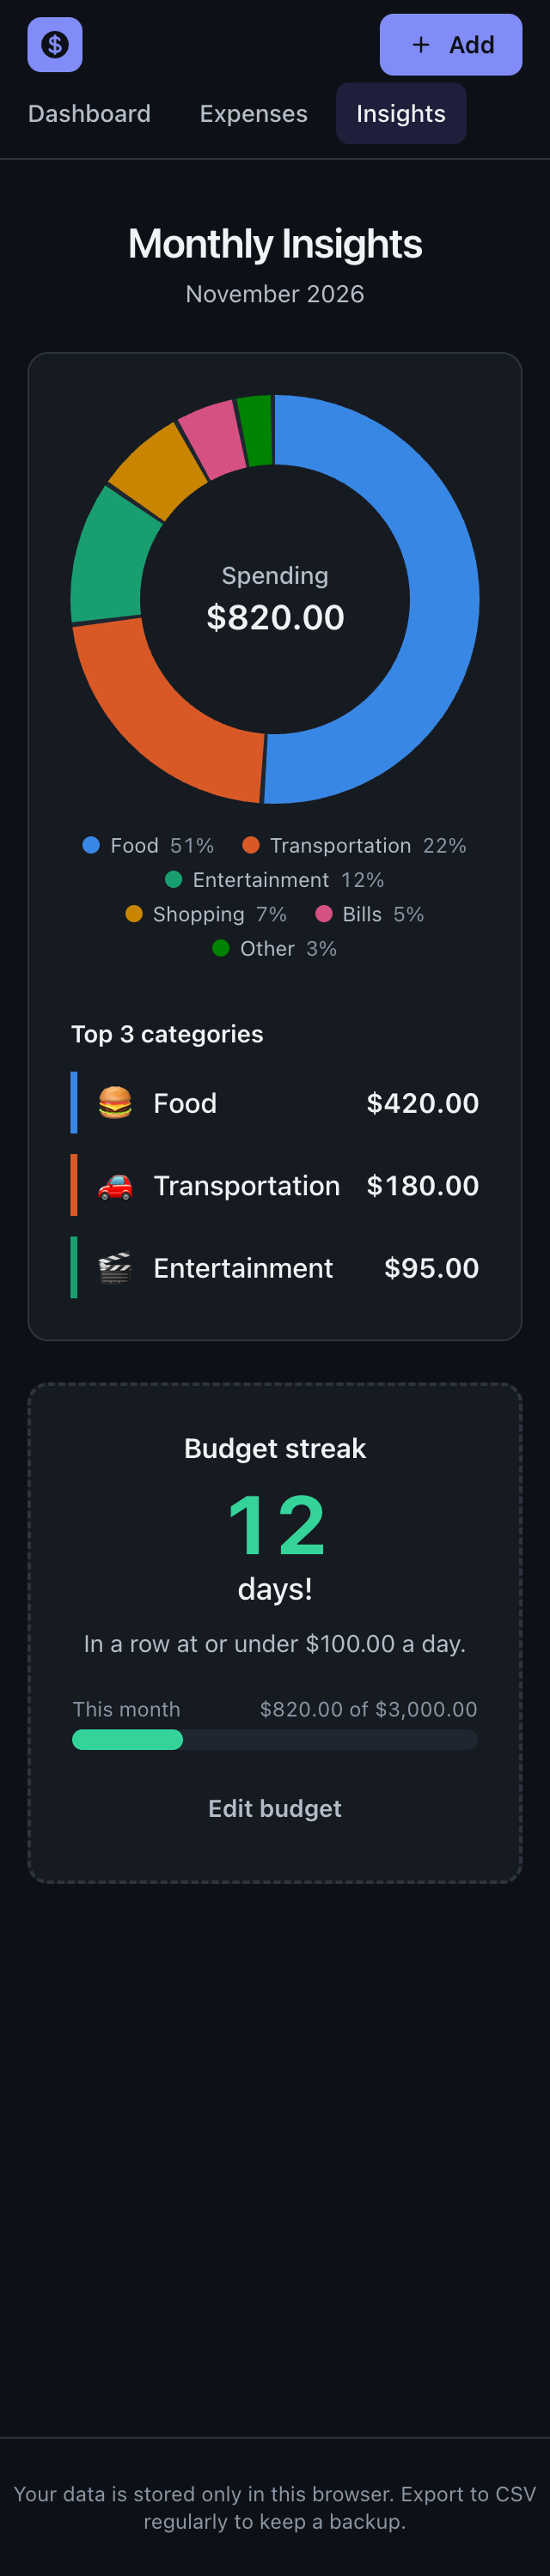 $
+ Add
Dashboard Expenses Insights
Monthly Insights
November 2026
Spending
$820.00
Food 51% Transportation 22%
Entertainment 12%
Shopping 7% Bills 5%
Other 3%
Top 3 categories
Food $420.00
Transportation $180.00
Entertainment $95.00
Budget streak
12
days!
In a row at or under $100.00 a day.
This month $820.00 of $3,000.00
Edit budget
Your data is stored only in this browser. Export to CSV
regularly to keep a backup.